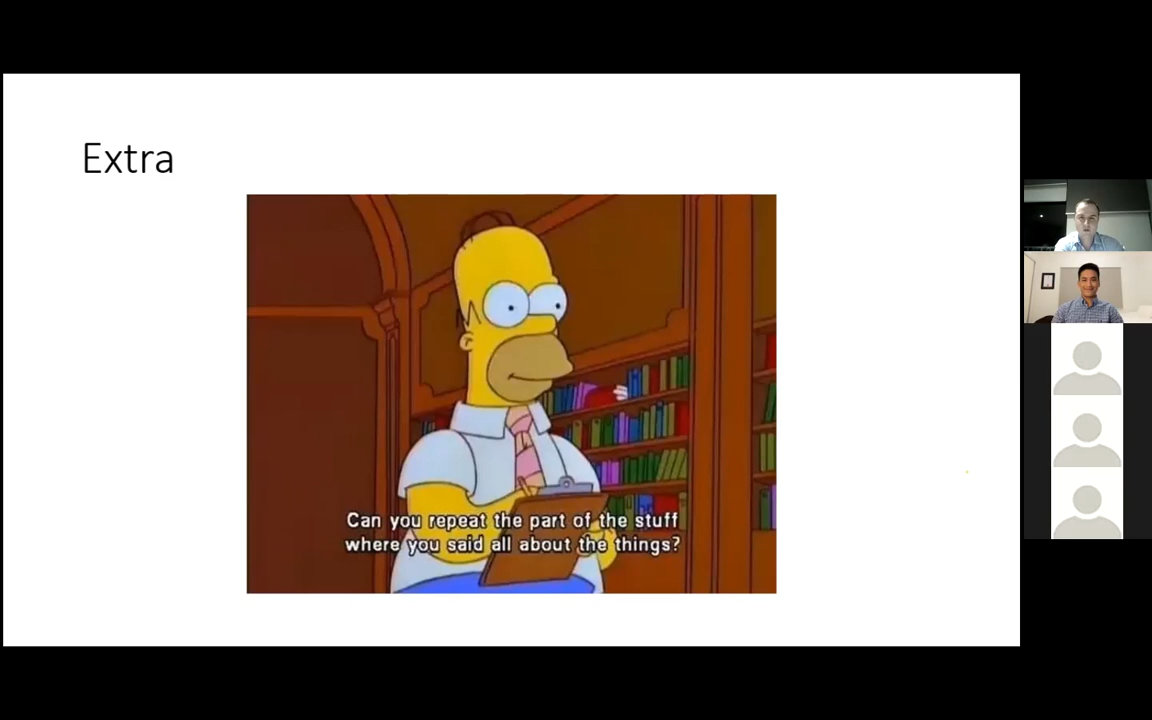 Extra
Can you repeat the part of the stuff
where you said all about the things?